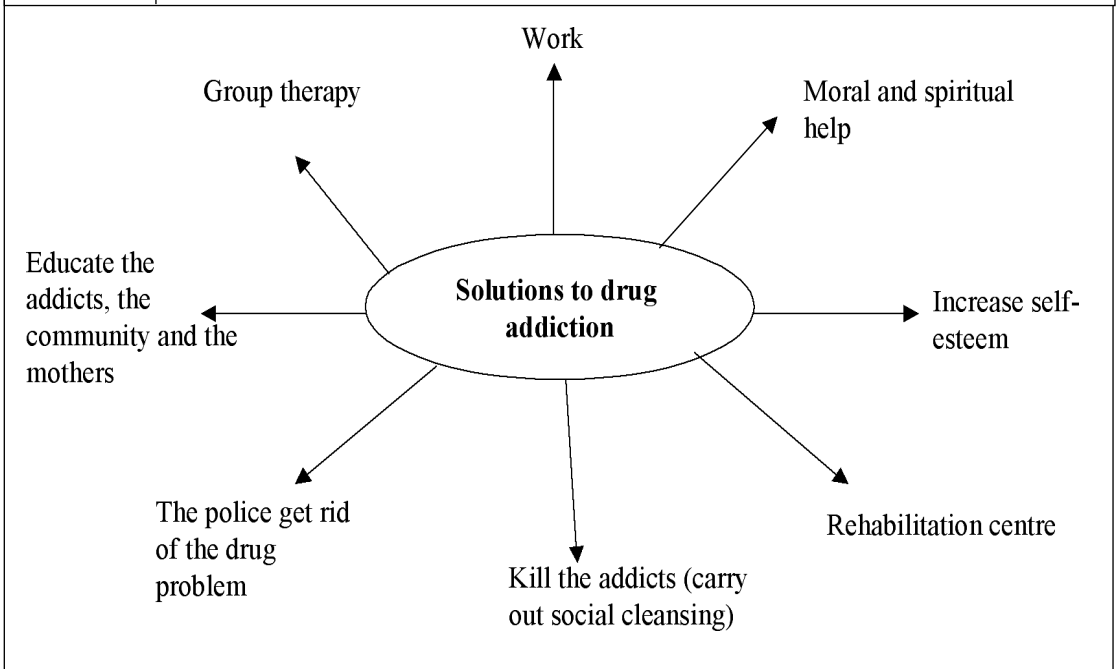 Work
Group therapy
Moral and spiritual
help
Educate the
addicts, the
community and the
mothers
Solutions to drug
addiction
Increase self-
esteem
The police get rid
of the drug
problem
Kill the addicts (carry
out social cleansing)
Rehabilitation centre